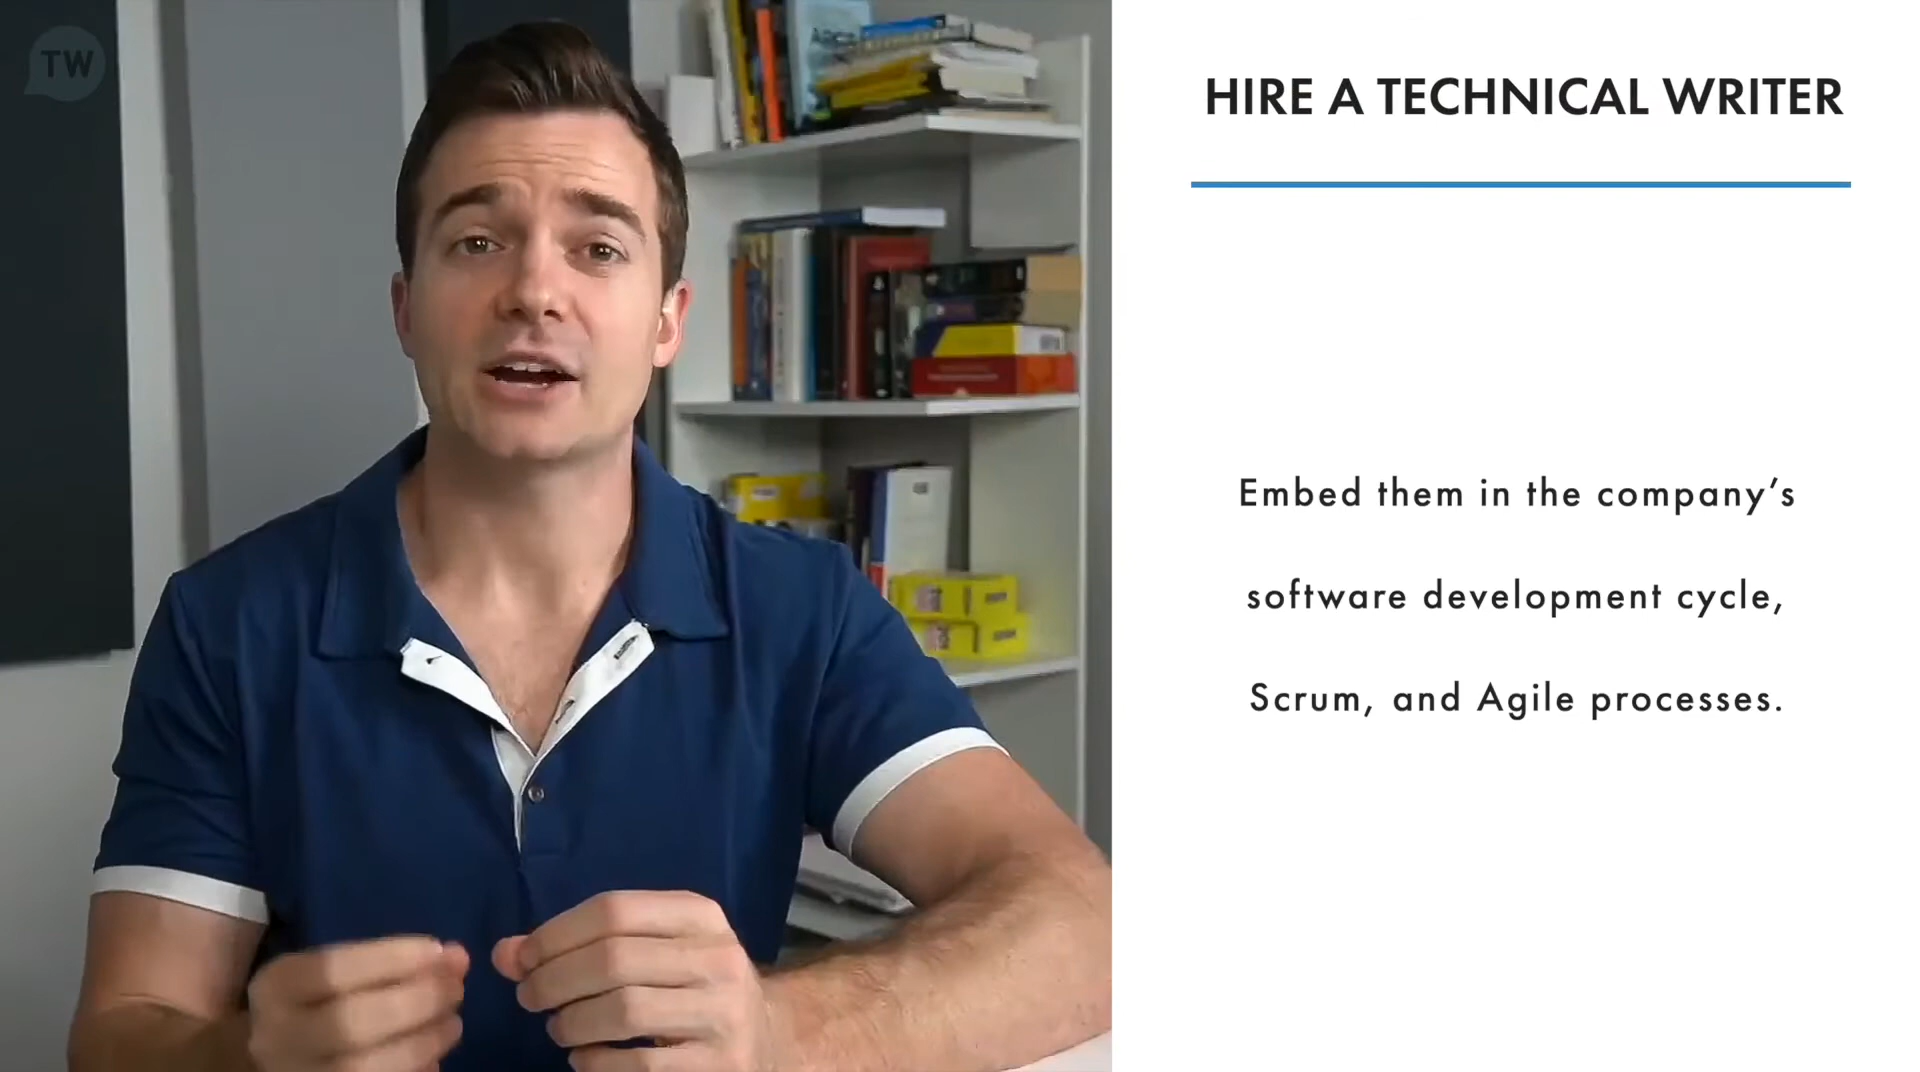 TW
HIRE A TECHNICAL WRITER
Embed them in the company's
software development cycle,
Scrum, and Agile processes.